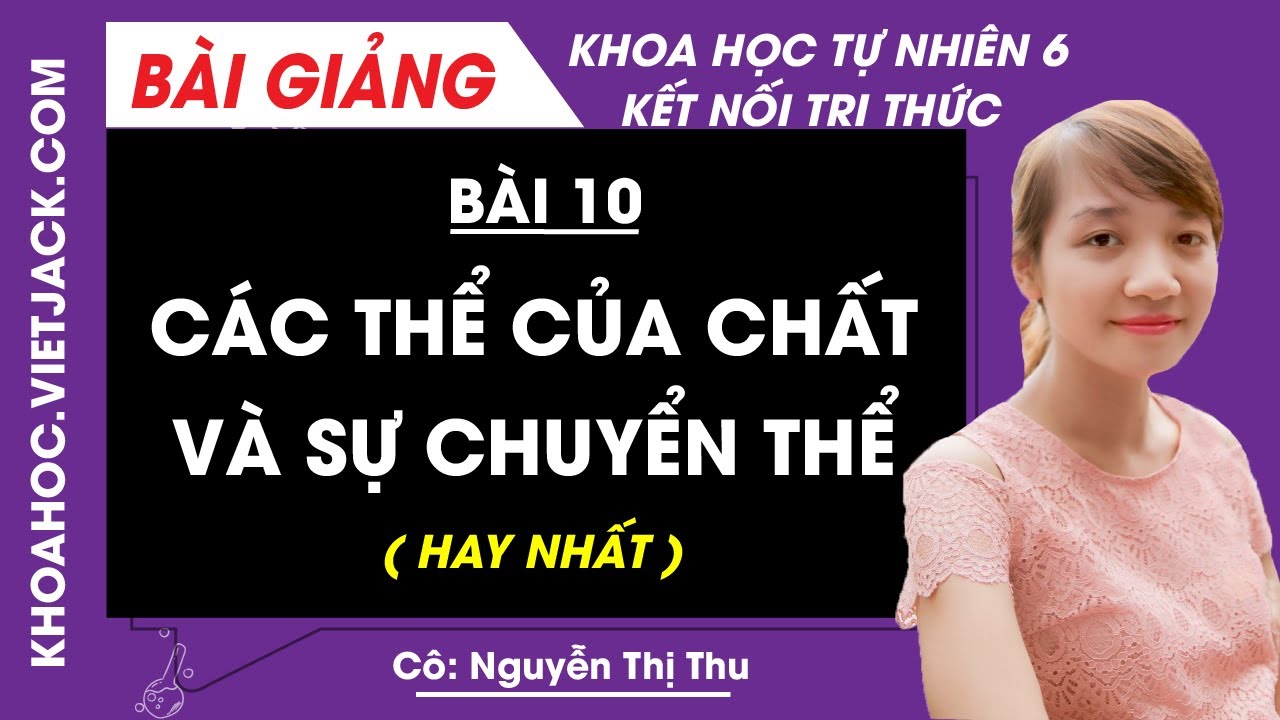 KHOAHOC.VIETJACK.COM
BÀI GIẢNG
KHOA HỌC TỰ NHIÊN 6
KẾT NỐI TRI THỨC
BÀI 10
CÁC THỂ CỦA CHẤT
VÀ SỰ CHUYỂN THỂ
( HAY NHẤT )
Cô: Nguyễn Thị Thu